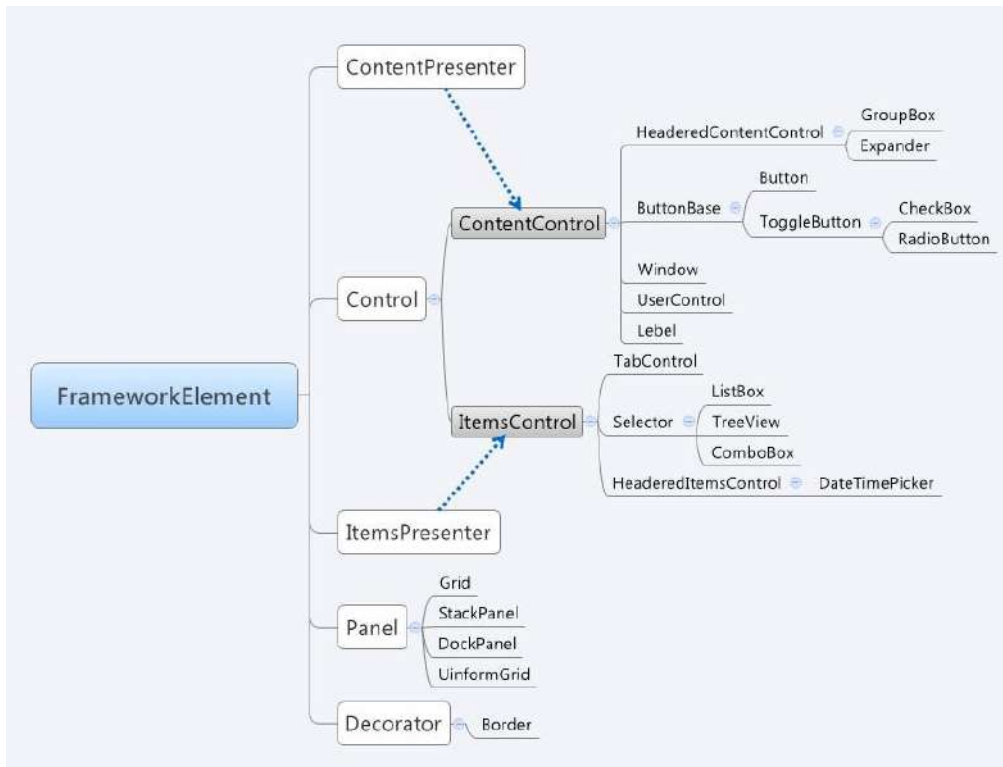 FrameworkElement
ContentPresenter
Control
ContentControl
HeaderedContentControl
GroupBox
Expander
ButtonBase
Button
ToggleButton
CheckBox
RadioButton
Window
UserControl
Lebel
ItemsControl
TabControl
Selector
ListBox
TreeView
ComboBox
HeaderedItemsControl
DateTimePicker
ItemsPresenter
Panel
Grid
StackPanel
DockPanel
UinformGrid
Decorator
Border